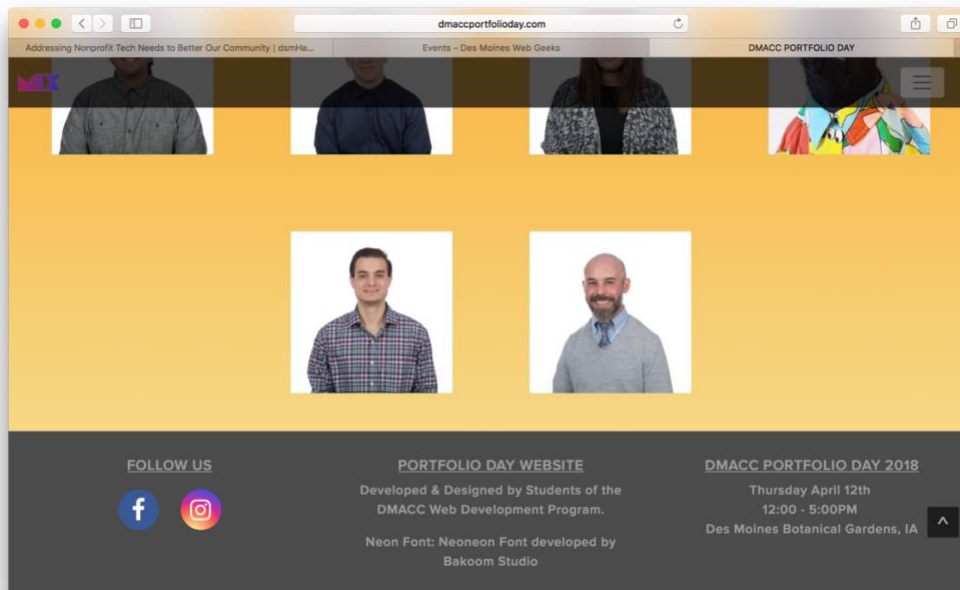 dmaccportfolioday.com
Addressing Nonprofit Tech Needs to Better Our Community | dsmHa...
Events – Des Moines Web Geeks
DMACC PORTFOLIO DAY
MIX
FOLLOW US
PORTFOLIO DAY WEBSITE
Developed & Designed by Students of the
DMACC Web Development Program.
Neon Font: Neoneon Font developed by
Bakoom Studio
DMACC PORTFOLIO DAY 2018
Thursday April 12th
12:00 - 5:00PM
Des Moines Botanical Gardens, IA